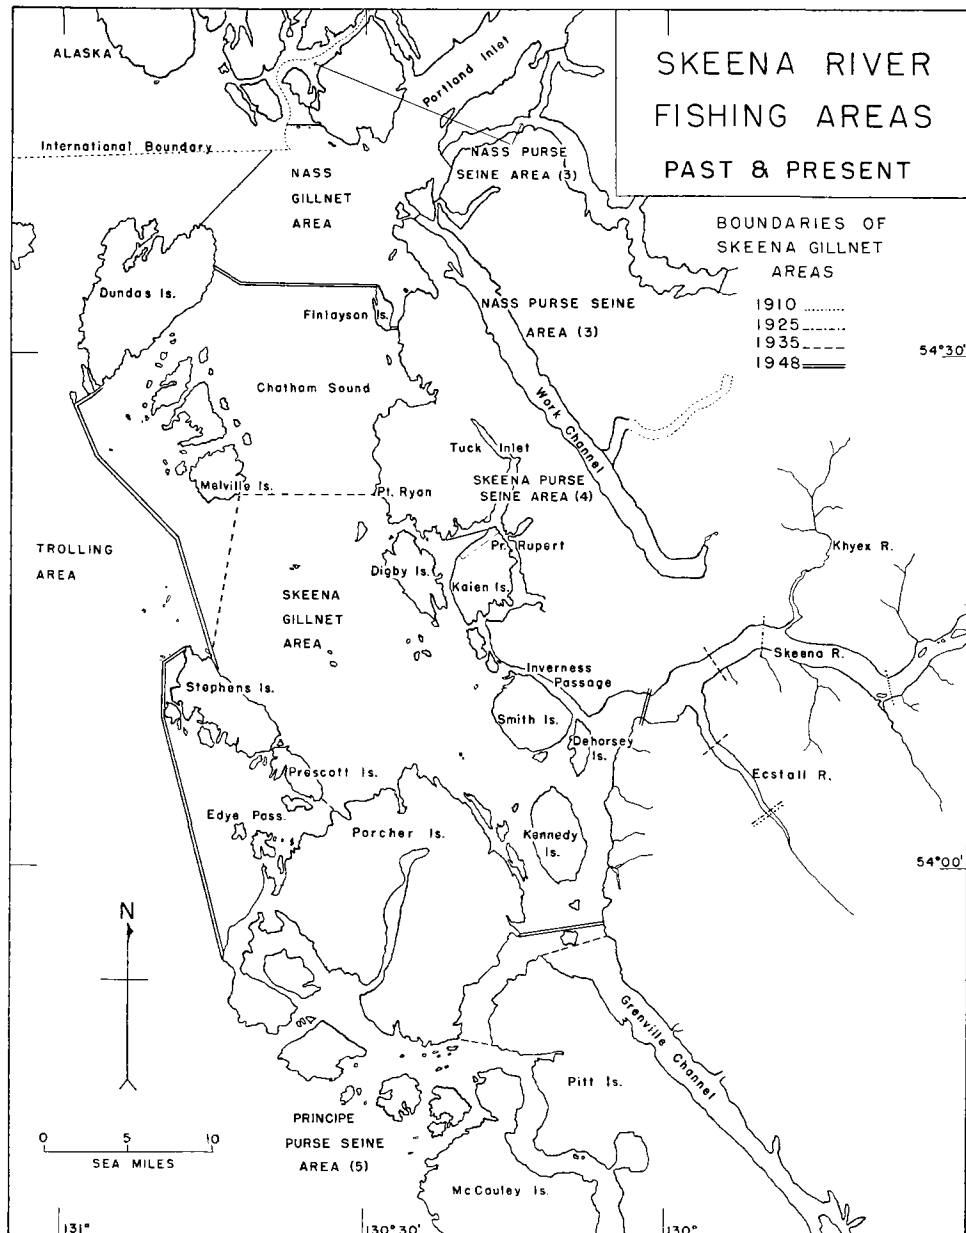 SKEENA RIVER
FISHING AREAS
PAST & PRESENT
BOUNDARIES OF
SKEENA GILLNET
AREAS
1910
1925
1935
1948
ALASKA
Portland Inlet
International Boundary
NASS PURSE
SEINE AREA (3)
NASS
GILLNET
AREA
Dundas Is.
Finlayson Is.
NASS PURSE SEINE
AREA (3)
54°30'
Chatham Sound
Work Channel
Tuck Inlet
Melville Is.
Pt. Ryan
SKEENA PURSE
SEINE AREA (4)
TROLLING
AREA
Pr. Rupert
Khyex R.
Digby Is.
Kaien Is.
SKEENA
GILLNET
AREA
Inverness
Passage
Skeena R.
Stephens Is.
Smith Is.
Dehorsey
Is.
Prescott Is.
Ecstall R.
Edye Pass.
Porcher Is.
Kennedy
Is.
54°00'
N
Grenville Channel
Pitt Is.
PRINCIPE
PURSE SEINE
AREA (5)
0 5 10
SEA MILES
McCauley Is.
131° 130°30' 130°